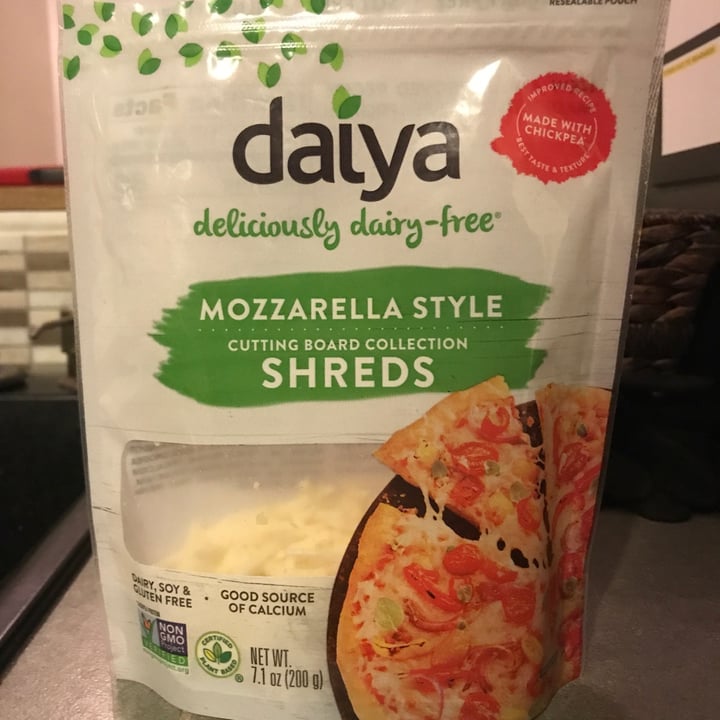 RESEALABLE POUCH
daiya
deliciously dairy-free®
IMPROVED RECIPE
MADE WITH
CHICKPEA
BEST TASTE & TEXTURE
MOZZARELLA STYLE
CUTTING BOARD COLLECTION
SHREDS
DAIRY, SOY &
GLUTEN FREE
• GOOD SOURCE
OF CALCIUM
NON
GMO
Project
VERIFIED
CERTIFIED
PLANT BASED
®
NET WT.
7.1 oz (200 g)